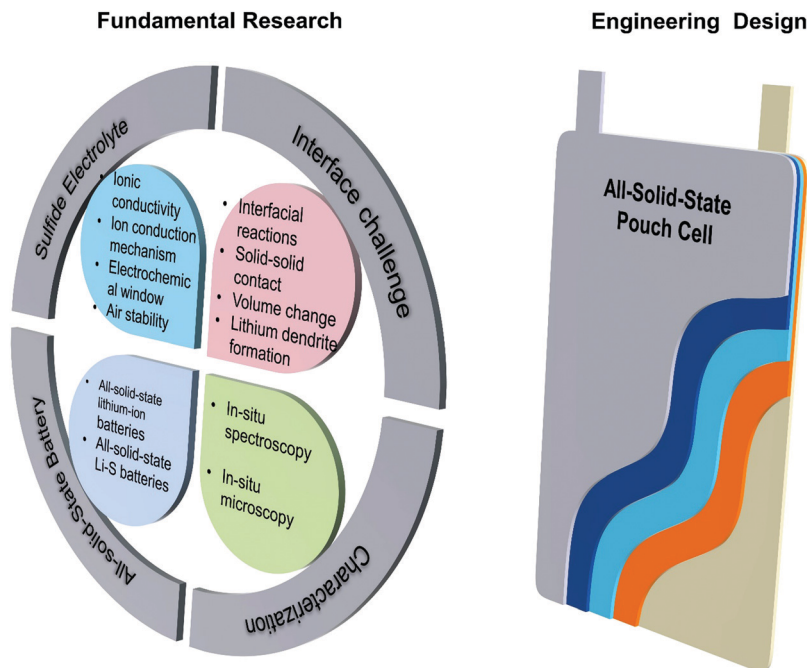 Fundamental Research
Engineering Design
Sulfide Electrolyte
Interface challenge
• Ionic
conductivity
• Ion conduction
mechanism
• Electrochemic
al window
• Air stability
• Interfacial
reactions
• Solid-solid
contact
• Volume change
• Lithium dendrite
formation
• All-solid-state
lithium-ion
batteries
• All-solid-state
Li-S batteries
• In-situ
spectroscopy
• In-situ
microscopy
All-solid-State Battery
Characterization
All-Solid-State
Pouch Cell